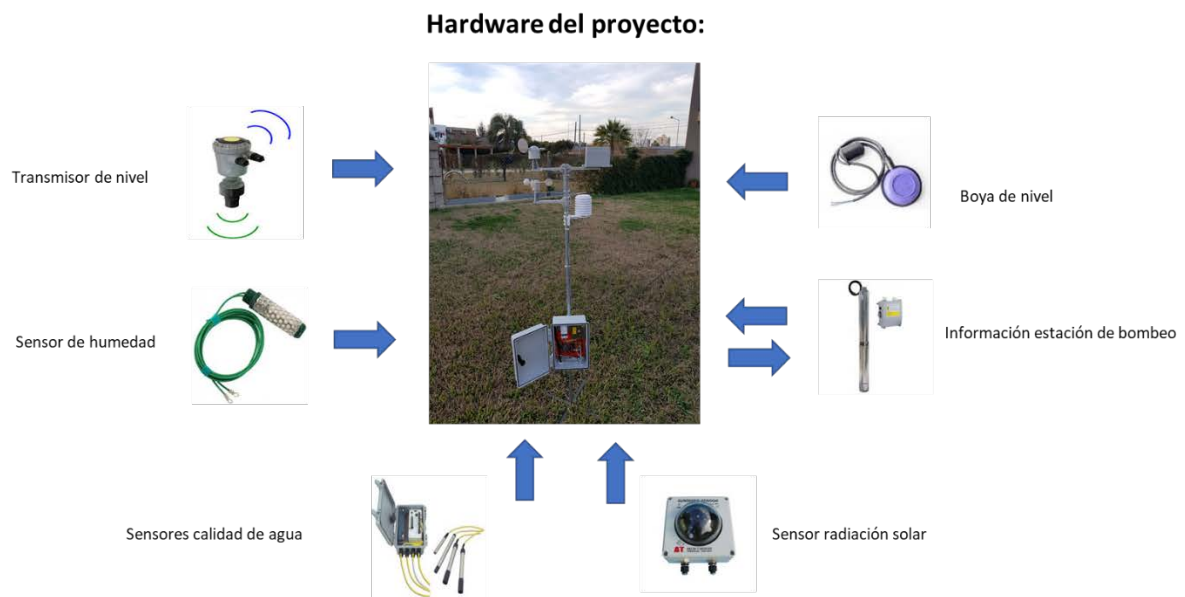 Hardware del proyecto:
Transmisor de nivel
Boya de nivel
Sensor de humedad
Información estación de bombeo
Sensores calidad de agua
Sensor radiación solar